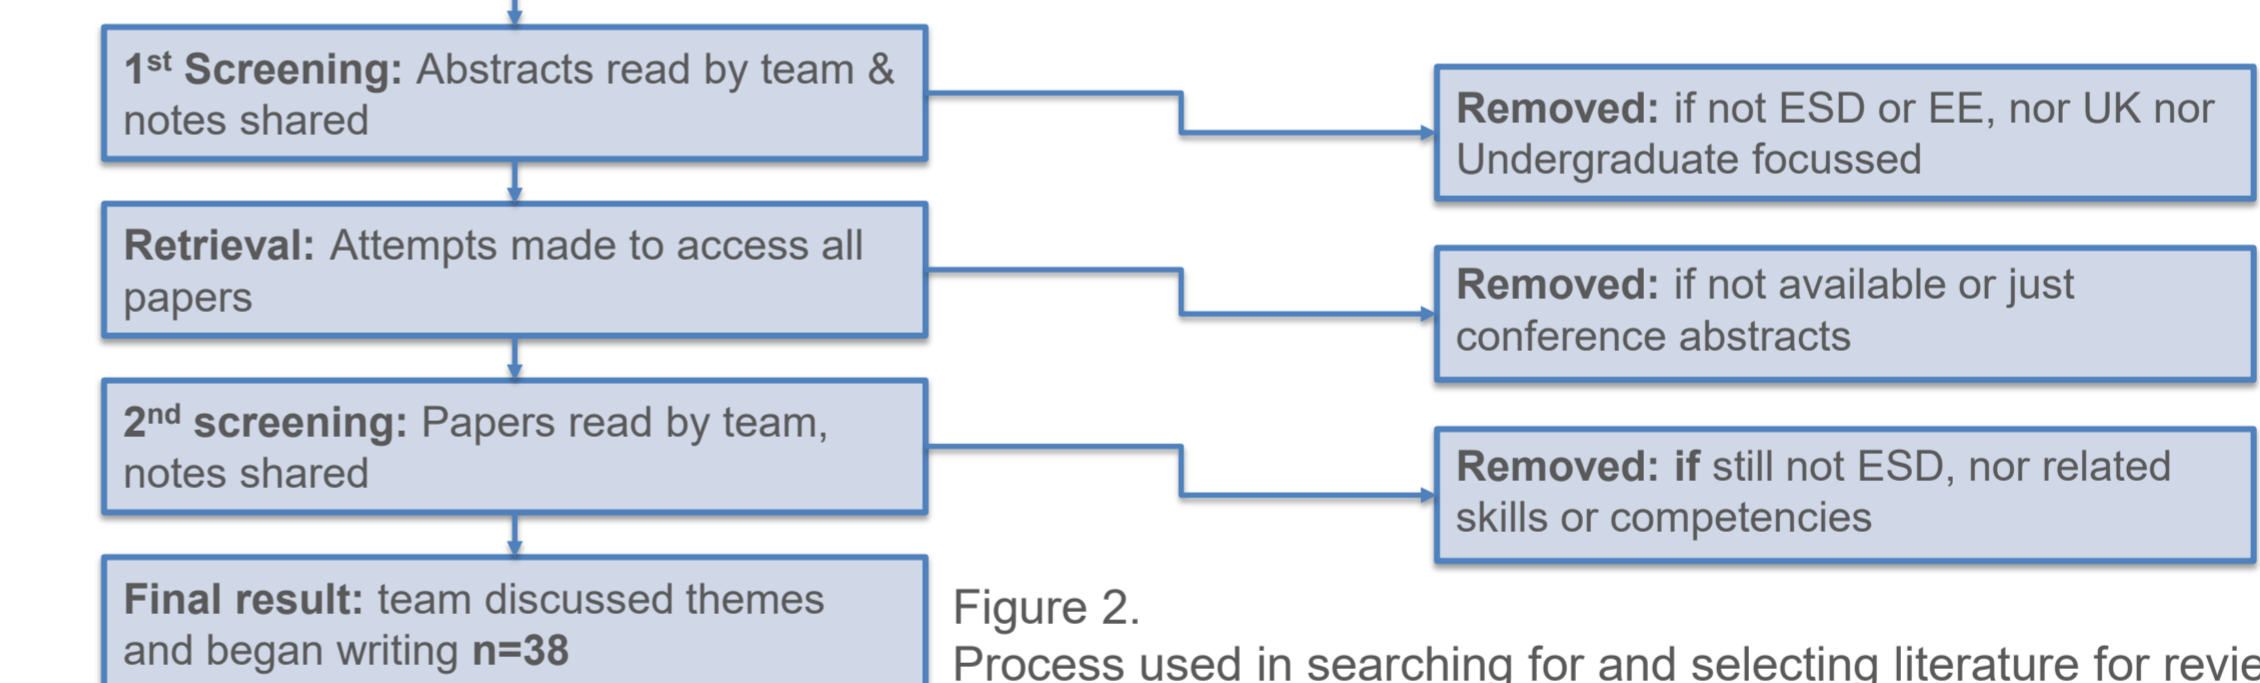 1st Screening: Abstracts read by team &
notes shared
Removed: if not ESD or EE, nor UK nor
Undergraduate focussed
Retrieval: Attempts made to access all
papers
Removed: if not available or just
conference abstracts
2nd screening: Papers read by team,
notes shared
Removed: if still not ESD, nor related
skills or competencies
Final result: team discussed themes
and began writing n=38
Figure 2.
Process used in searching for and selecting literature for